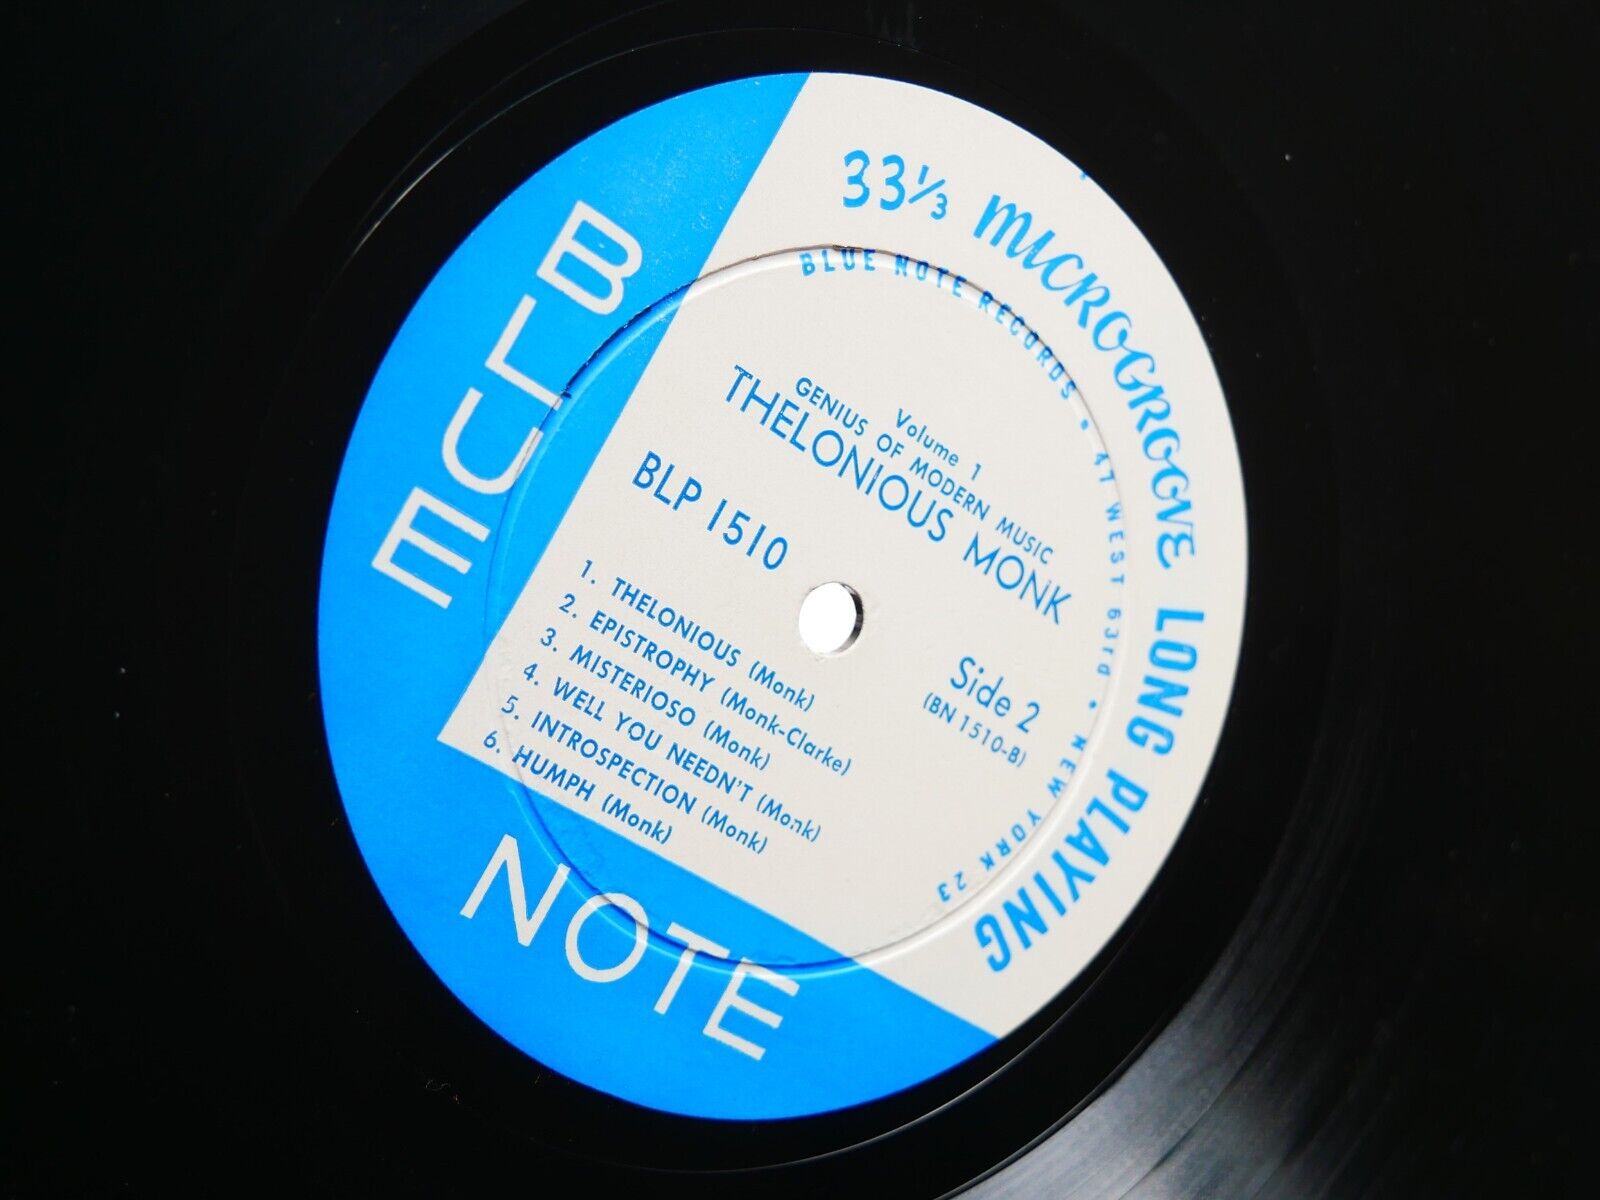 BLUE
NOTE
33⅓ MICROGROOVE LONG PLAYING
BLUE NOTE RECORDS • 47 WEST 63rd • NEW YORK 23
Volume 1
GENIUS OF MODERN MUSIC
THELONIOUS MONK
BLP 1510
Side 2
(BN 1510-B)
1. THELONIOUS (Monk)
2. EPISTROPHY (Monk-Clarke)
3. MISTERIOSO (Monk)
4. WELL YOU NEEDN'T (Monk)
5. INTROSPECTION (Monk)
6. HUMPH (Monk)